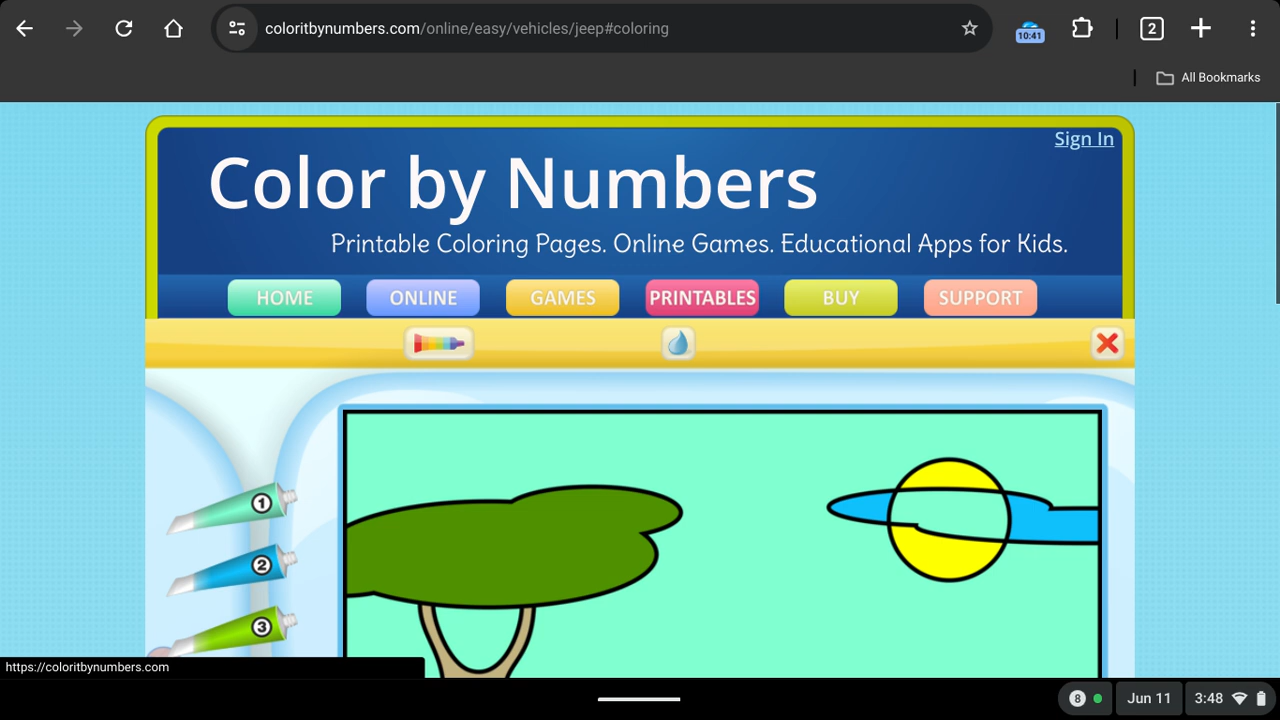 coloritbynumbers.com/online/easy/vehicles/jeep#coloring
10:41
2
All Bookmarks
Sign In
Color by Numbers
Printable Coloring Pages. Online Games. Educational Apps for Kids.
HOME ONLINE GAMES PRINTABLES BUY SUPPORT
1
2
3
https://coloritbynumbers.com
8 Jun 11 3:48